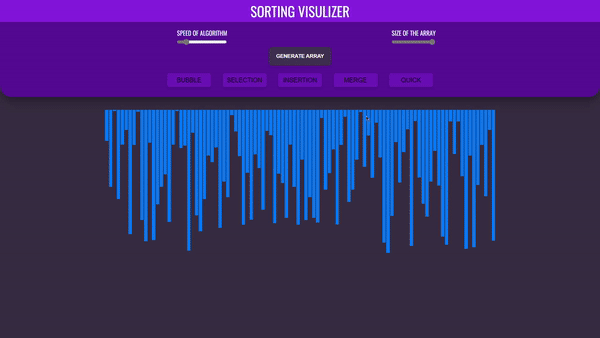 SORTING VISULIZER
SPEED OF ALGORITHM
SIZE OF THE ARRAY
GENERATE ARRAY
BUBBLE SELECTION INSERTION MERGE QUICK